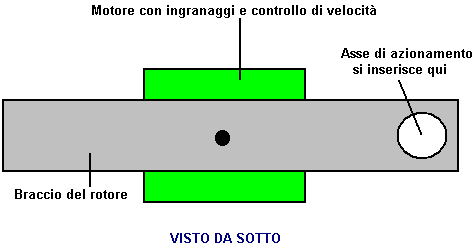 Motore con ingranaggi e controllo di velocità
Asse di azionamento
si inserisce qui
Braccio del rotore
VISTO DA SOTTO